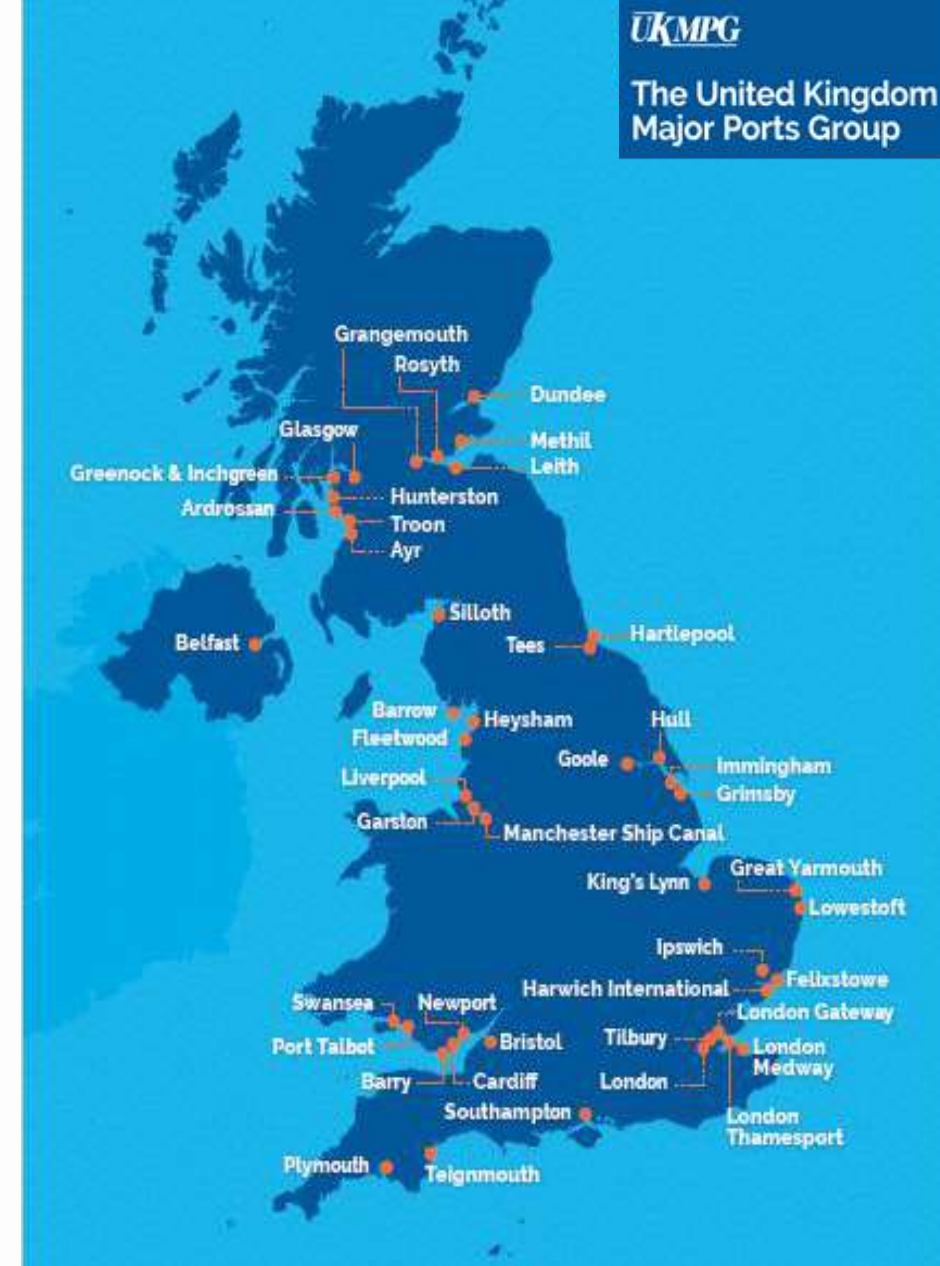 UKMPG
The United Kingdom
Major Ports Group
Grangemouth
Rosyth
Dundee
Glasgow
Methil
Leith
Greenock & Inchgreen
Hunterston
Ardrossan
Troon
Ayr
Silloth
Belfast
Hartlepool
Tees
Barrow
Heysham
Hull
Fleetwood
Goole
Immingham
Liverpool
Grimsby
Garston
Manchester Ship Canal
Great Yarmouth
King's Lynn
Lowestoft
Ipswich
Felixstowe
Harwich International
Swansea
Newport
London Gateway
Tilbury
Bristol
Port Talbot
London
Medway
Barry
Cardiff
London
Southampton
London
Thamesport
Plymouth
Teignmouth